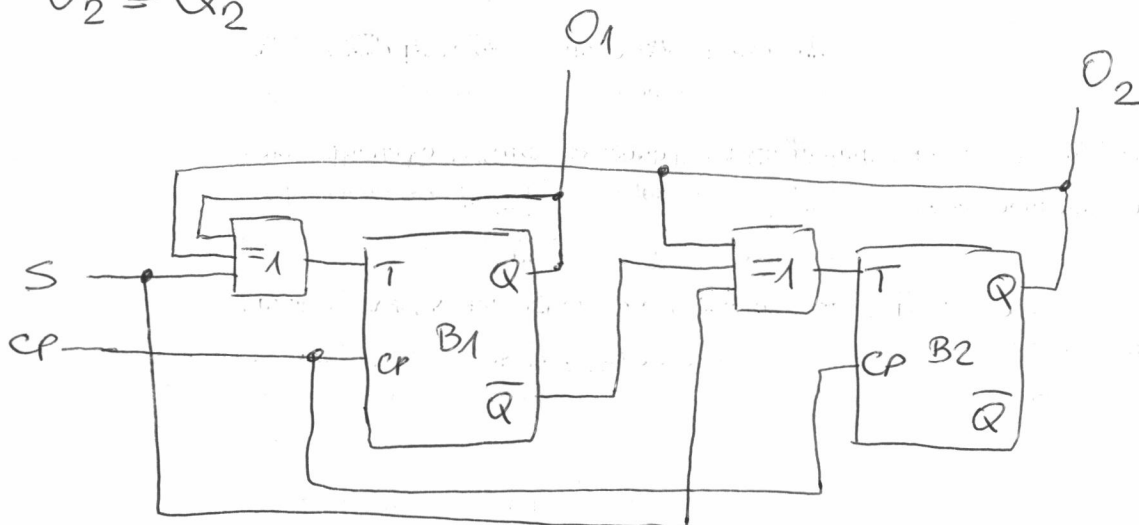 O₂ = Q₂
O1
O2
=1
=1
S
T
Q
T
Q
CP
CP
B1
CP
B2
Q̅
Q̅